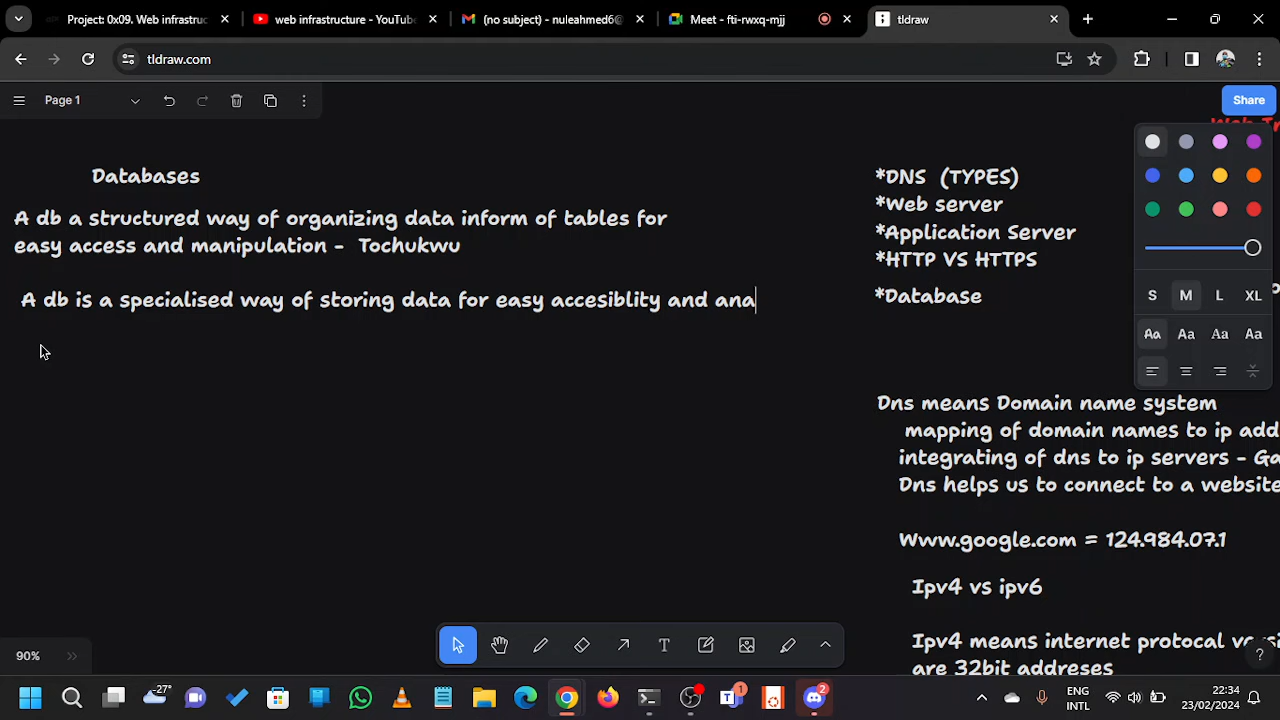 Project: 0x09. Web infrastruc
web infrastructure - YouTube
(no subject) - nuleahmed6@
Meet - fti-rwxq-mjj
tldraw
tldraw.com
Page 1
Share
Databases
A db a structured way of organizing data inform of tables for
easy access and manipulation - Tochukwu
A db is a specialised way of storing data for easy accesiblity and ana
*DNS (TYPES)
*Web server
*Application Server
*HTTP VS HTTPS
*Database
S M L XL
Aa Aa Aa Aa
Dns means Domain name system
mapping of domain names to ip add
integrating of dns to ip servers - Ga
Dns helps us to connect to a website
Www.google.com = 124.984.07.1
Ipv4 vs ipv6
Ipv4 means internet protocal
are 32bit addreses
90%
-27°
1
2
ENG
INTL
22:34
23/02/2024